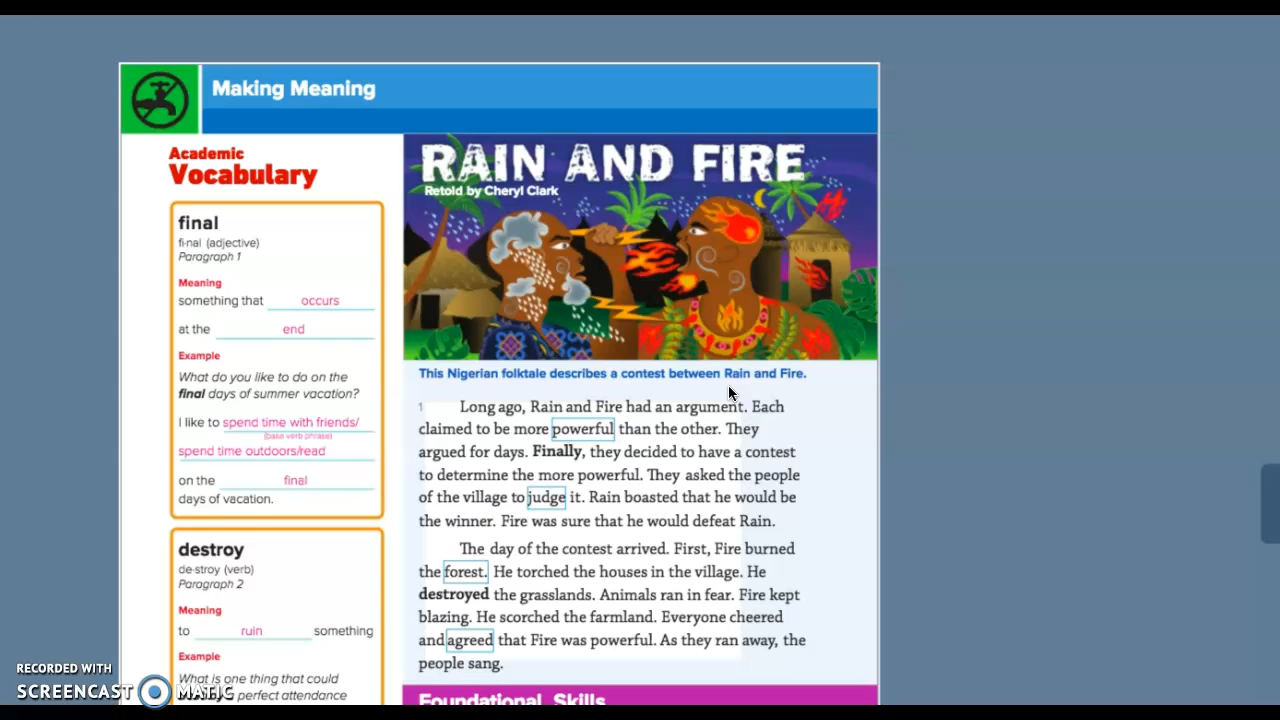 Making Meaning
Academic
Vocabulary
final
fi·nal (adjective)
Paragraph 1
Meaning
something that occurs
at the end
Example
What do you like to do on the
final days of summer vacation?
I like to spend time with friends/
(base verb phrase)
spend time outdoors/read
on the final
days of vacation.
destroy
de·stroy (verb)
Paragraph 2
Meaning
to ruin something
Example
What is one thing that could
perfect attendance
RAIN AND FIRE
Retold by Cheryl Clark
This Nigerian folktale describes a contest between Rain and Fire.
1 Long ago, Rain and Fire had an argument. Each
claimed to be more powerful than the other. They
argued for days. Finally, they decided to have a contest
to determine the more powerful. They asked the people
of the village to judge it. Rain boasted that he would be
the winner. Fire was sure that he would defeat Rain.
The day of the contest arrived. First, Fire burned
the forest. He torched the houses in the village. He
destroyed the grasslands. Animals ran in fear. Fire kept
blazing. He scorched the farmland. Everyone cheered
and agreed that Fire was powerful. As they ran away, the
people sang.
Foundational Skills
RECORDED WITH
SCREENCAST MATIC